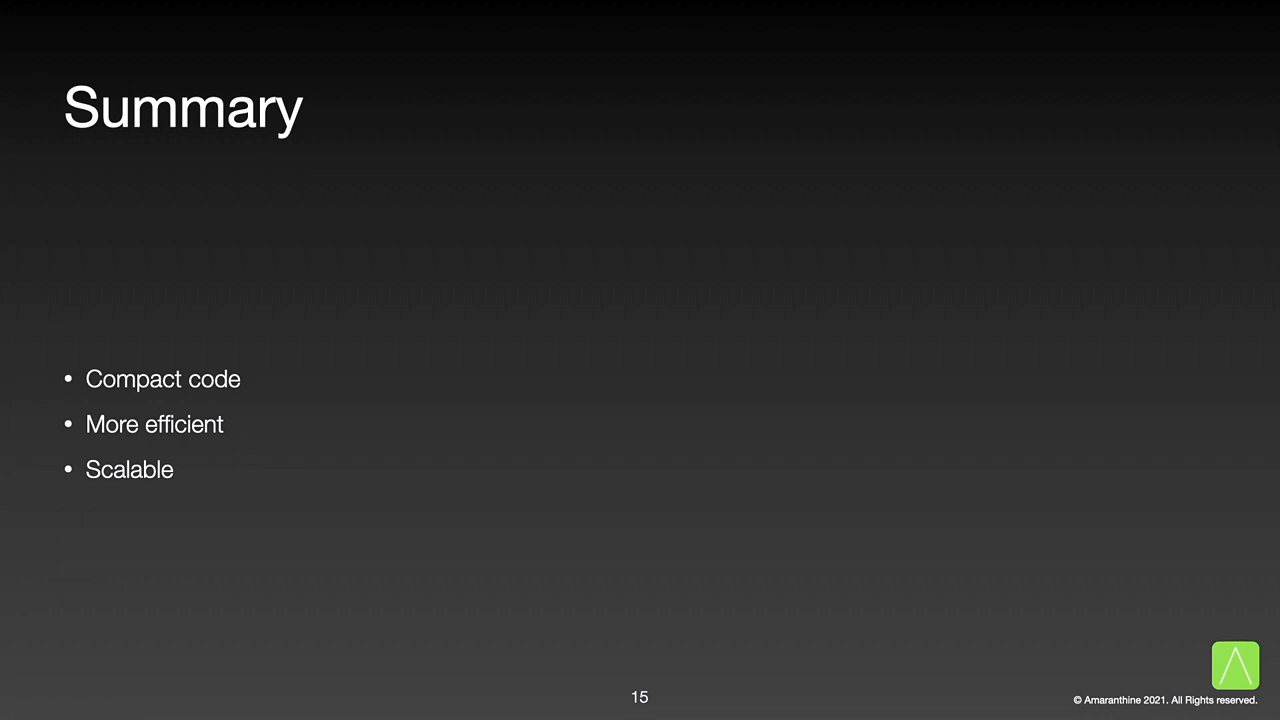 Summary
• Compact code
• More efficient
• Scalable
15
© Amaranthine 2021. All Rights reserved.